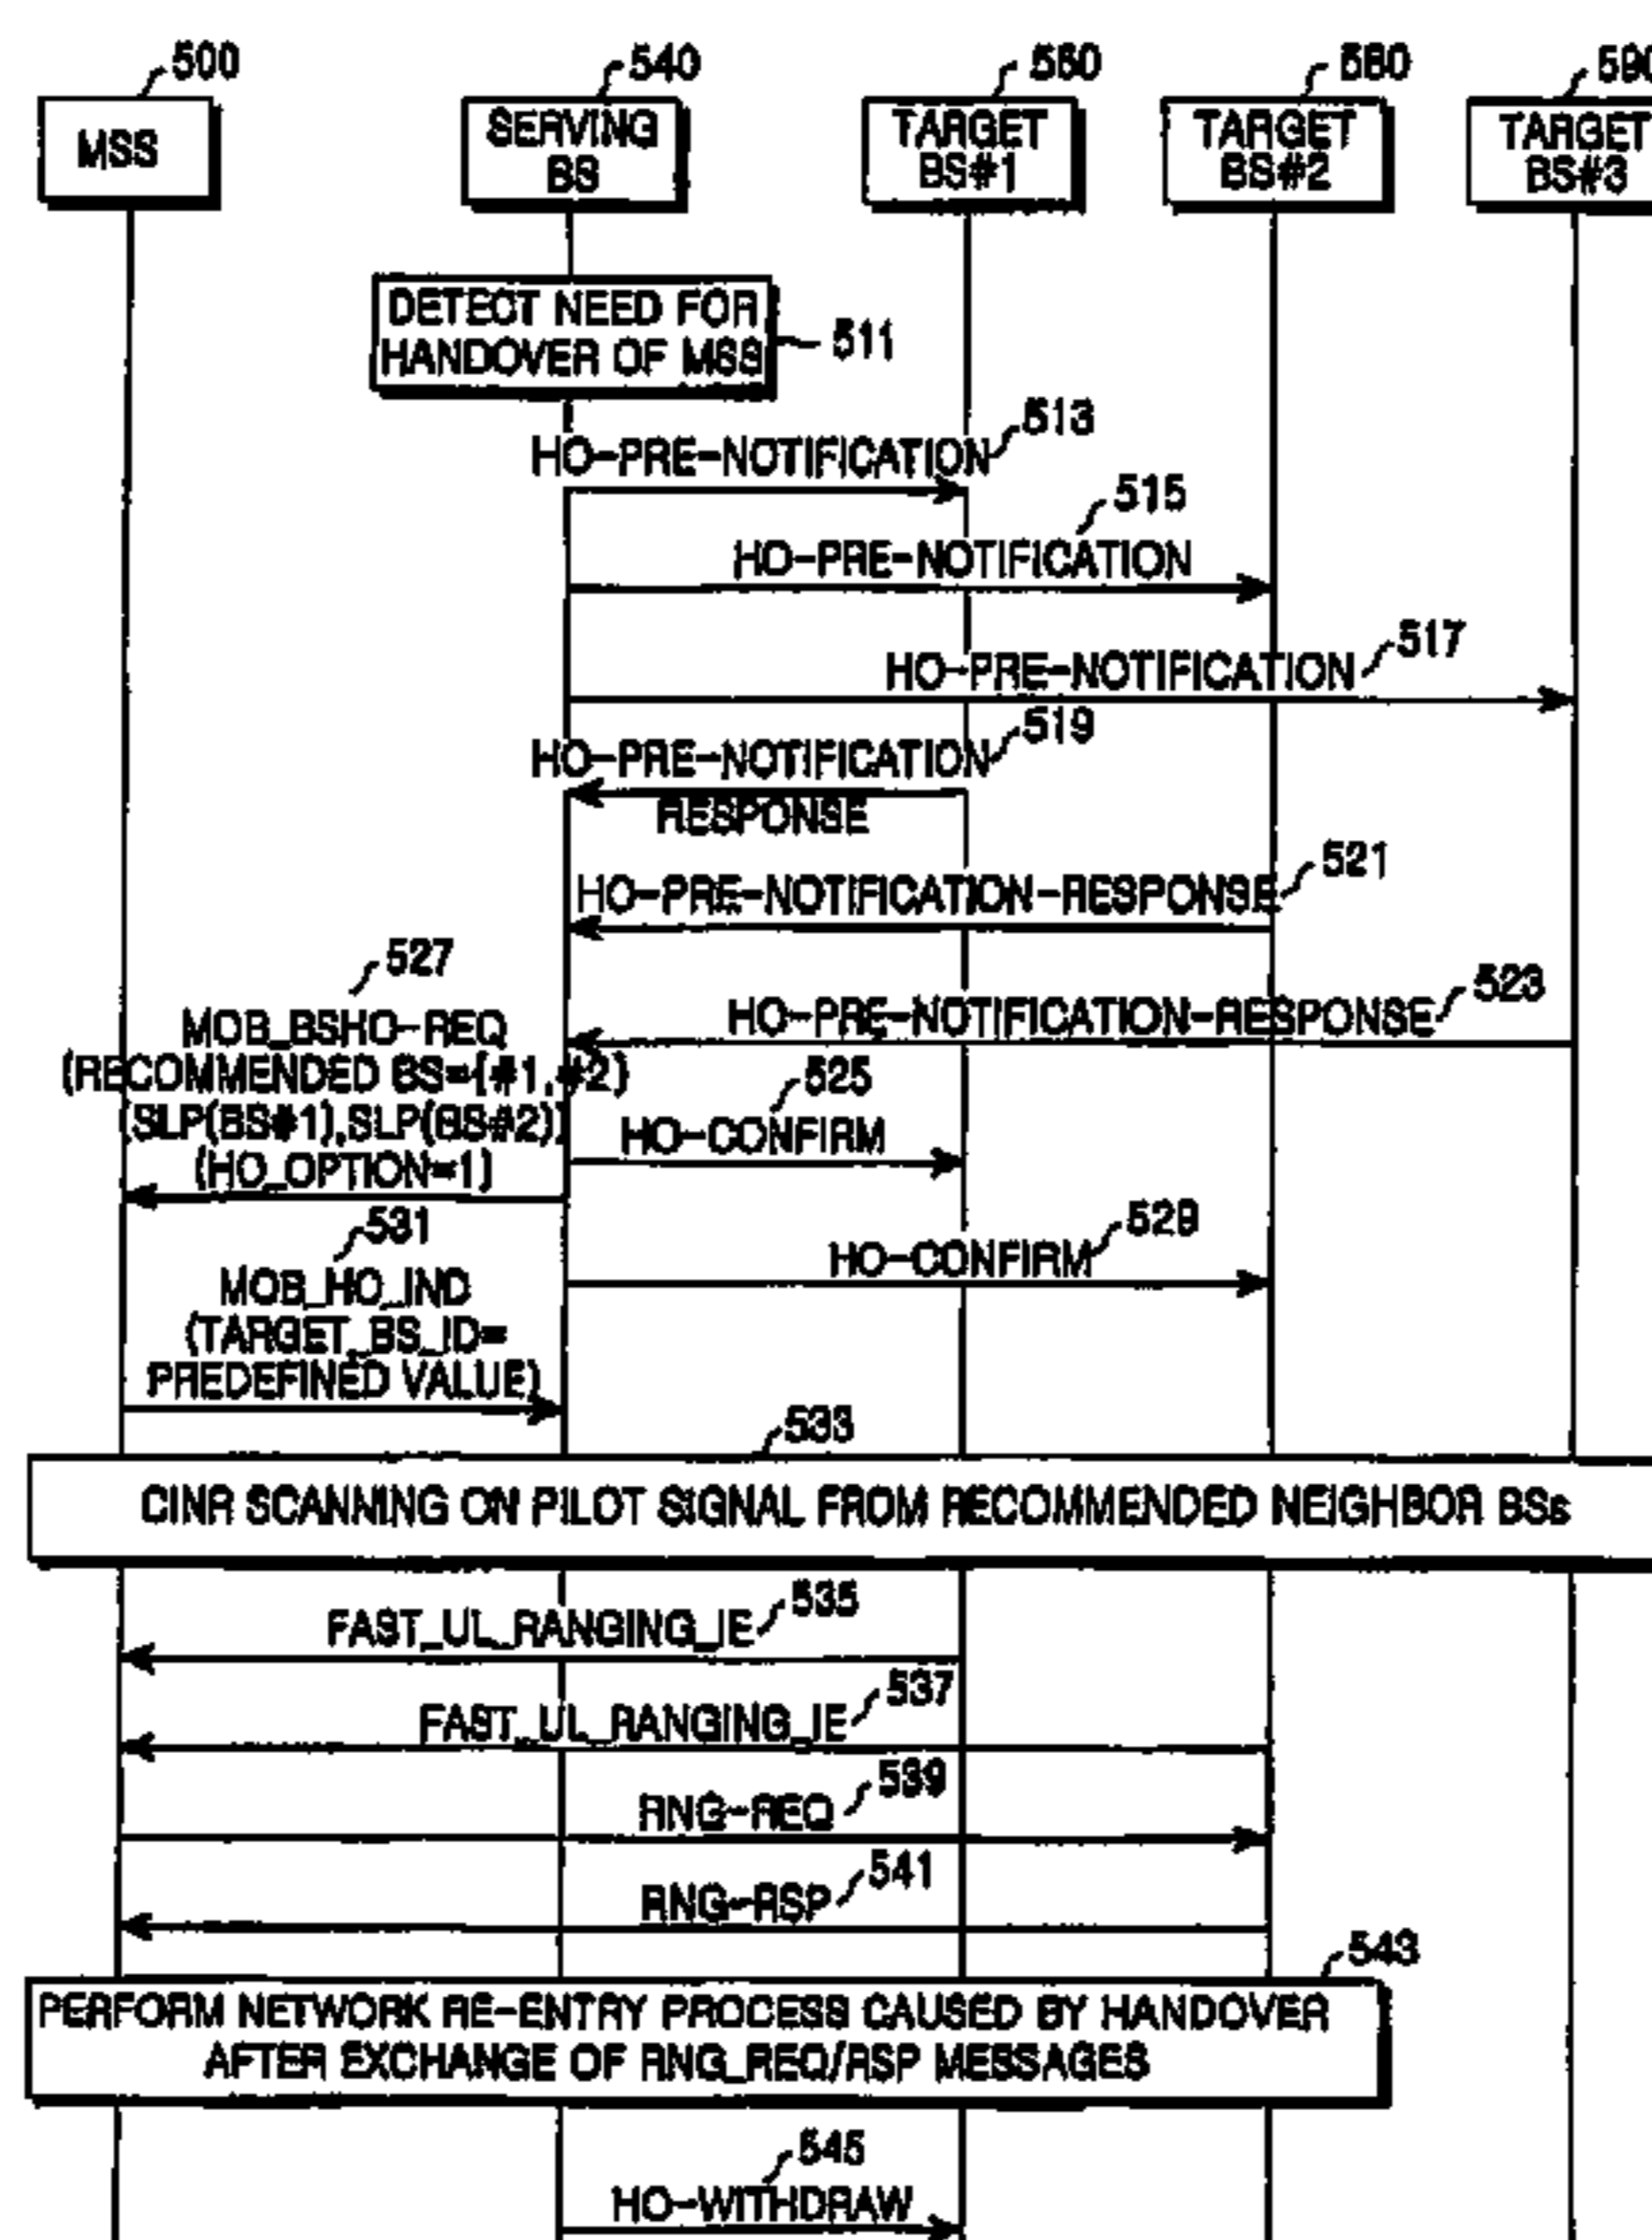 500
540
560
580
590
MSS
SERVING
BS
TARGET
BS#1
TARGET
BS#2
TARGET
BS#3
DETECT NEED FOR
HANDOVER OF MSS
511
513
HO-PRE-NOTIFICATION
515
HO-PRE-NOTIFICATION
517
HO-PRE-NOTIFICATION
519
HO-PRE-NOTIFICATION
RESPONSE
521
HO-PRE-NOTIFICATION-RESPONSE
523
HO-PRE-NOTIFICATION-RESPONSE
527
MOB_BSHO-REQ
(RECOMMENDED BS={#1,#2}
(SLP(BS#1),SLP(BS#2))
(HO_OPTION=1)
525
HO-CONFIRM
529
HO-CONFIRM
531
MOB_HO_IND
(TARGET_BS_ID=
PREDEFINED VALUE)
533
CINR SCANNING ON PILOT SIGNAL FROM RECOMMENDED NEIGHBOR BSs
535
FAST_UL_RANGING_IE
537
FAST_UL_RANGING_IE
539
RNG-REQ
541
RNG-RSP
543
PERFORM NETWORK RE-ENTRY PROCESS CAUSED BY HANDOVER
AFTER EXCHANGE OF RNG_REQ/RSP MESSAGES
545
HO-WITHDRAW